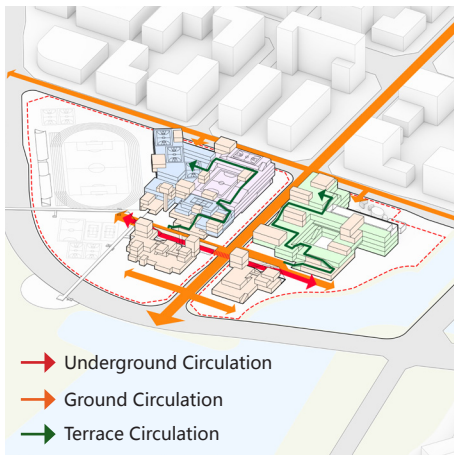 Underground Circulation
Ground Circulation
Terrace Circulation